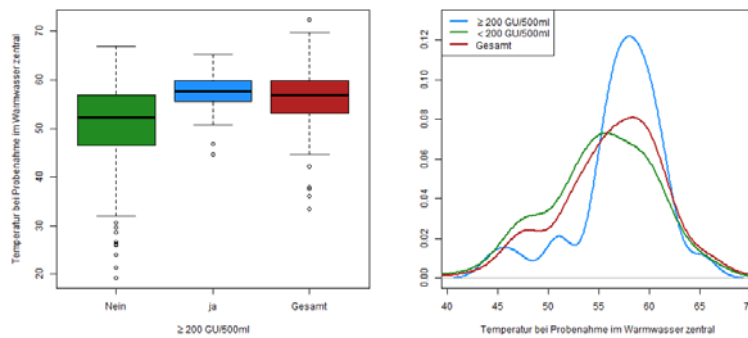 Temperatur bei Probenahme im Warmwasser zentral
70
60
50
40
30
20
Nein
ja
Gesamt
≥ 200 GU/500ml
≥ 200 GU/500ml
< 200 GU/500ml
Gesamt
0.12
0.10
0.08
0.06
0.04
0.02
0.00
40
45
50
55
60
65
Temperatur bei Probenahme im Warmwasser zentral